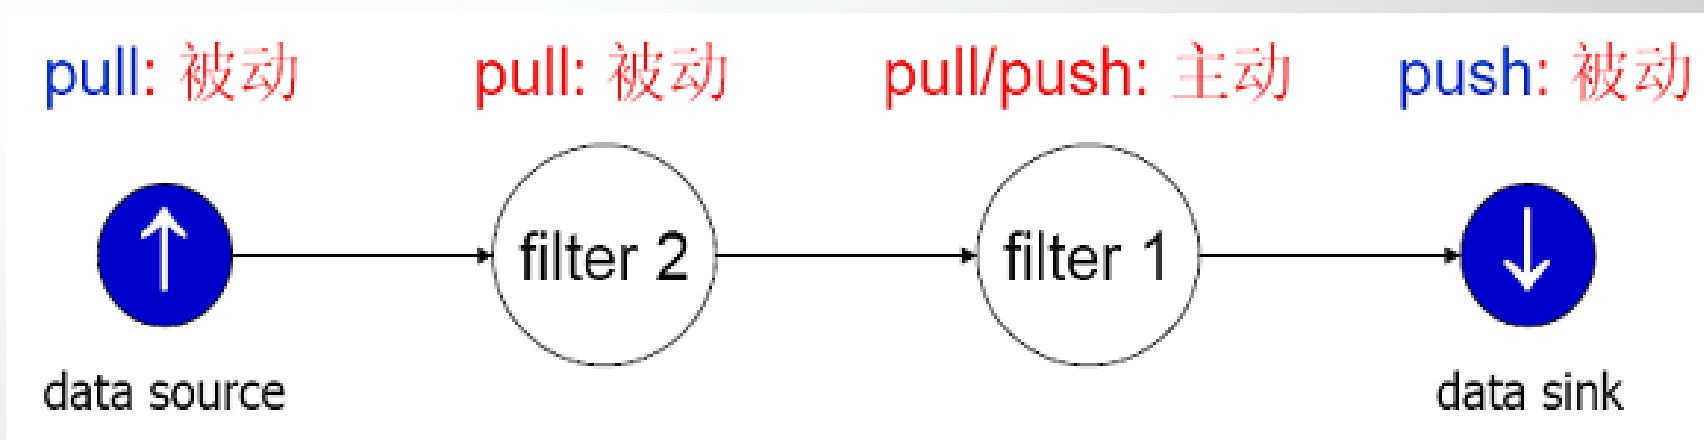 pull: 被动 pull: 被动 pull/push: 主动 push: 被动
filter 2 filter 1
data source data sink